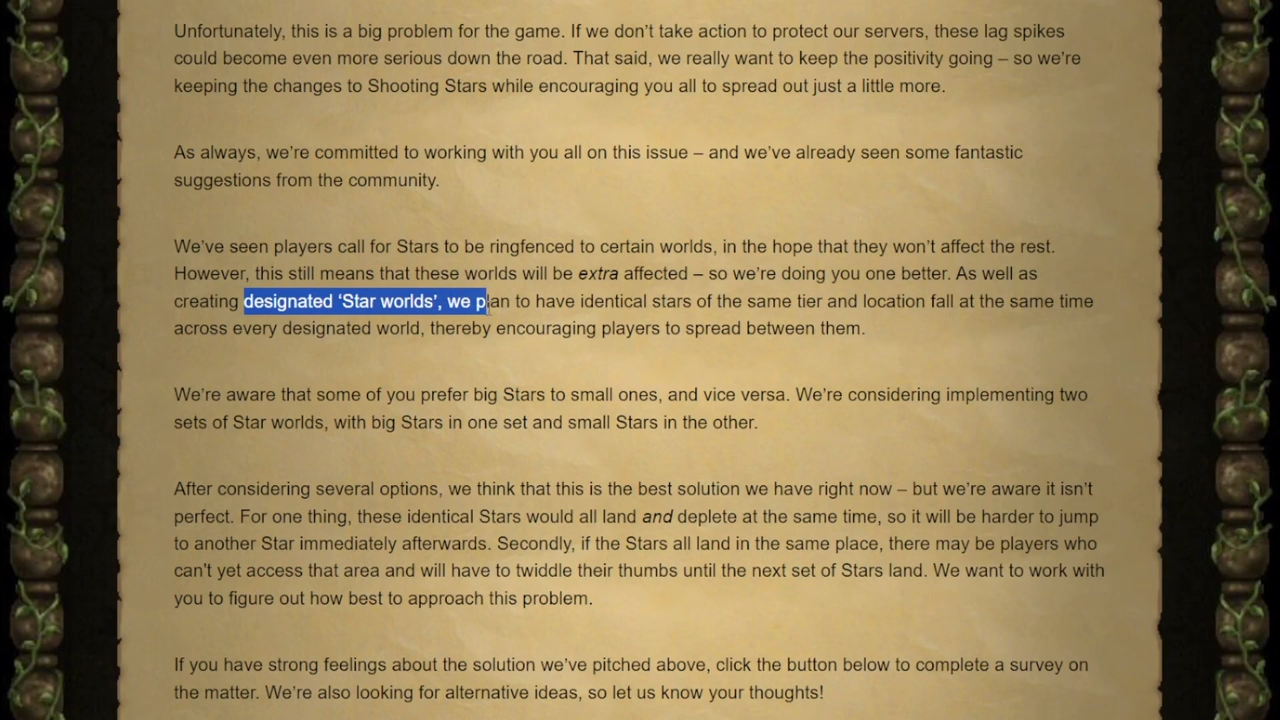 Unfortunately, this is a big problem for the game. If we don’t take action to protect our servers, these lag spikes
could become even more serious down the road. That said, we really want to keep the positivity going – so we’re
keeping the changes to Shooting Stars while encouraging you all to spread out just a little more.
As always, we’re committed to working with you all on this issue – and we’ve already seen some fantastic
suggestions from the community.
We’ve seen players call for Stars to be ringfenced to certain worlds, in the hope that they won’t affect the rest.
However, this still means that these worlds will be extra affected – so we’re doing you one better. As well as
creating designated ‘Star worlds’, we plan to have identical stars of the same tier and location fall at the same time
across every designated world, thereby encouraging players to spread between them.
We’re aware that some of you prefer big Stars to small ones, and vice versa. We’re considering implementing two
sets of Star worlds, with big Stars in one set and small Stars in the other.
After considering several options, we think that this is the best solution we have right now – but we’re aware it isn’t
perfect. For one thing, these identical Stars would all land and deplete at the same time, so it will be harder to jump
to another Star immediately afterwards. Secondly, if the Stars all land in the same place, there may be players who
can't yet access that area and will have to twiddle their thumbs until the next set of Stars land. We want to work with
you to figure out how best to approach this problem.
If you have strong feelings about the solution we’ve pitched above, click the button below to complete a survey on
the matter. We’re also looking for alternative ideas, so let us know your thoughts!